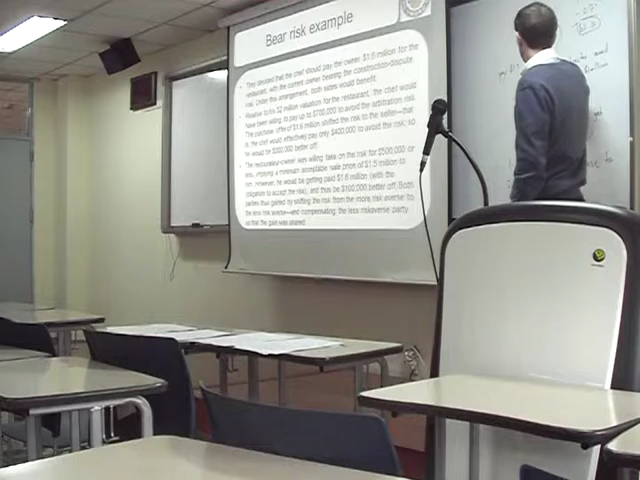 Bear risk example
• They decided that the chef should pay the owner $1.6 million for the
restaurant, with the current owner bearing the construction-dispute
risk. Under this arrangement, both sides would benefit.
• Relative to his $2 million valuation for the restaurant, the chef would
have been willing to pay up to $700,000 to avoid the arbitration risk.
The purchase offer of $1.6 million shifted the risk to the seller—that
is, the chef would effectively pay only $400,000 to avoid the risk; so
he would be $300,000 better off.
• The restaurateur-owner was willing take on the risk for $500,000 or
less, implying a minimum acceptable sale price of $1.5 million to
him. However, he would be getting paid $1.6 million (with the
obligation to accept the risk), and thus be $100,000 better off. Both
parties thus gained by shifting the risk from the more risk averse to
the less risk averse—and compensating the less riskaverse party
so that the gain was shared.